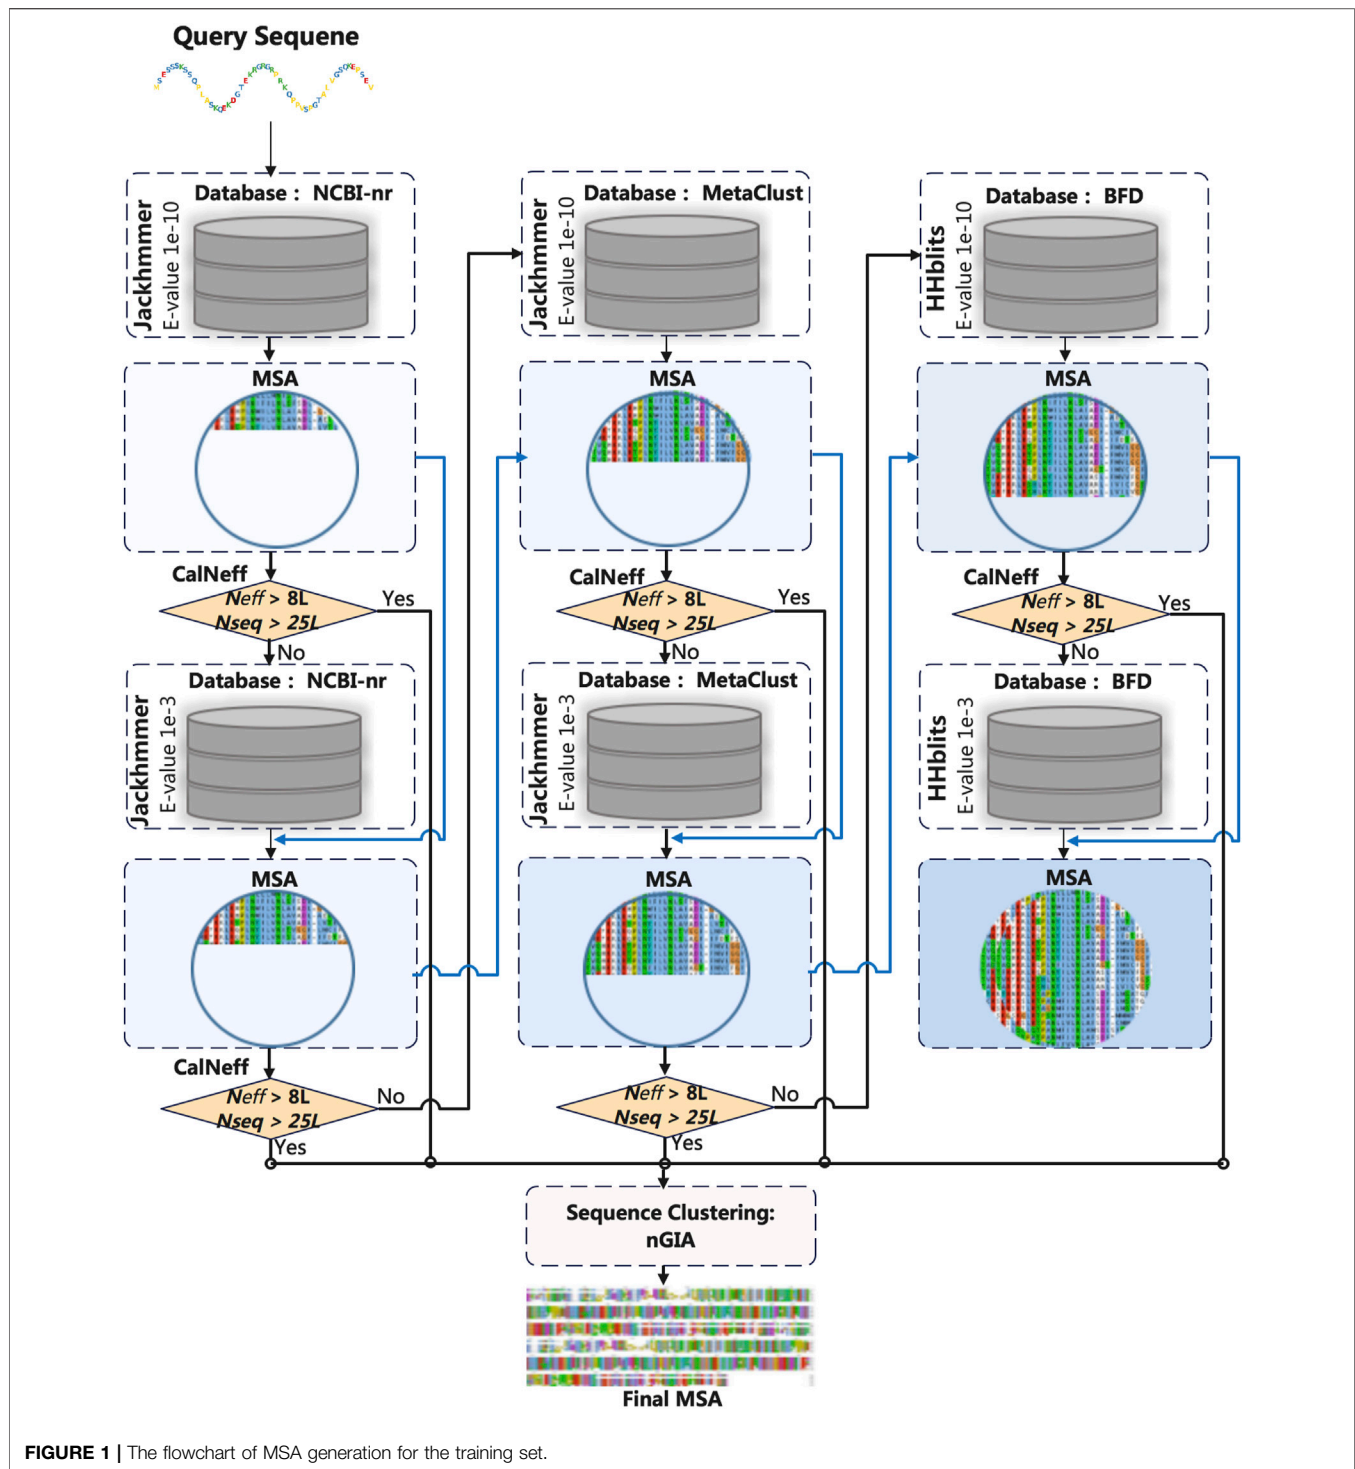 Query Sequene
Database : NCBI-nr
Jackhmmer
E-value 1e-10
Database : MetaClust
Jackhmmer
E-value 1e-10
Database : BFD
HHblits
E-value 1e-10
MSA
MSA
MSA
CalNeff
Neff > 8L
Nseq > 25L
Yes
No
CalNeff
Neff > 8L
Nseq > 25L
Yes
No
CalNeff
Neff > 8L
Nseq > 25L
Yes
No
Database : NCBI-nr
Jackhmmer
E-value 1e-3
Database : MetaClust
Jackhmmer
E-value 1e-3
Database : BFD
HHblits
E-value 1e-3
MSA
MSA
MSA
CalNeff
Neff > 8L
Nseq > 25L
No
Yes
Neff > 8L
Nseq > 25L
No
Yes
Sequence Clustering:
nGIA
Final MSA
FIGURE 1 | The flowchart of MSA generation for the training set.